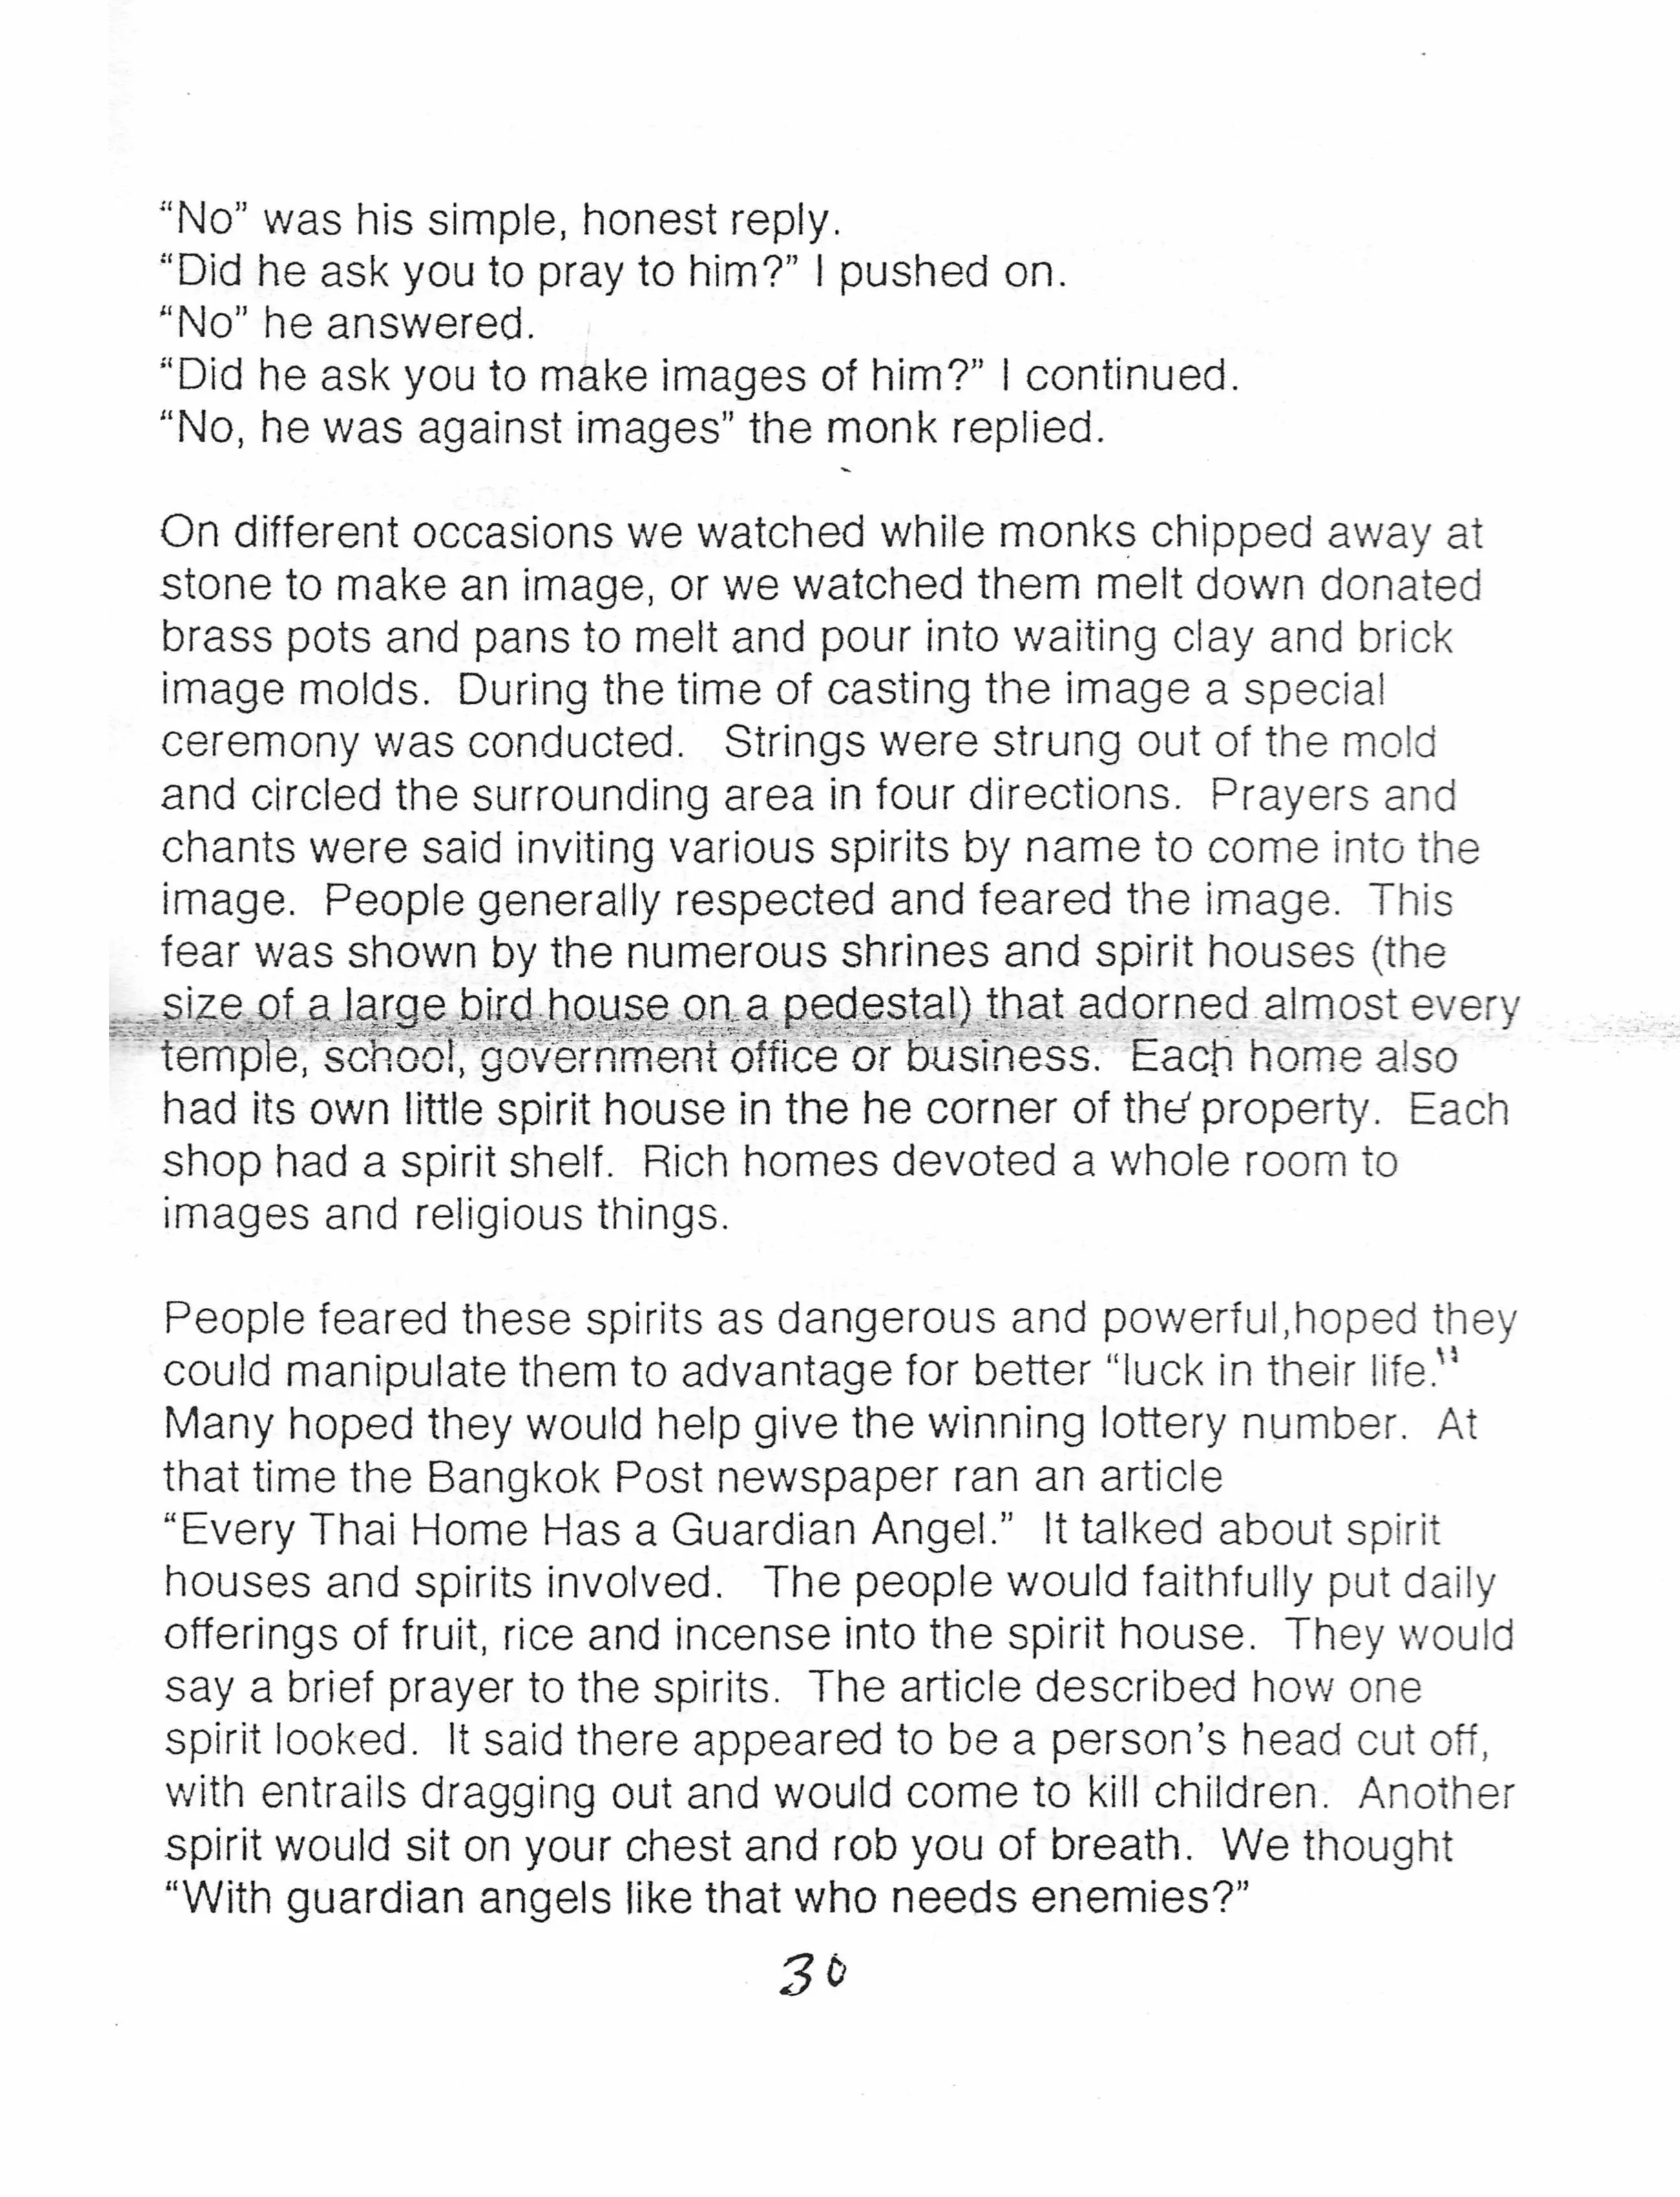 “No” was his simple, honest reply.
“Did he ask you to pray to him?” I pushed on.
“No” he answered.
“Did he ask you to make images of him?” I continued.
“No, he was against images” the monk replied.
On different occasions we watched while monks chipped away at
stone to make an image, or we watched them melt down donated
brass pots and pans to melt and pour into waiting clay and brick
image molds.  During the time of casting the image a special
ceremony was conducted.   Strings were strung out of the mold
and circled the surrounding area in four directions.  Prayers and
chants were said inviting various spirits by name to come into the
image.  People generally respected and feared the image.  This
fear was shown by the numerous shrines and spirit houses (the
size of a large bird house on a pedestal) that adorned almost every
temple, school, government office or business.  Each home also
had its own little spirit house in the he corner of the property.  Each
shop had a spirit shelf.  Rich homes devoted a whole room to
images and religious things.
People feared these spirits as dangerous and powerful,hoped they
could manipulate them to advantage for better “luck in their life.”
Many hoped they would help give the winning lottery number.  At
that time the Bangkok Post newspaper ran an article
“Every Thai Home Has a Guardian Angel.”  It talked about spirit
houses and spirits involved.   The people would faithfully put daily
offerings of fruit, rice and incense into the spirit house.  They would
say a brief prayer to the spirits.  The article described how one
spirit looked.  It said there appeared to be a person’s head cut off,
with entrails dragging out and would come to kill children.  Another
spirit would sit on your chest and rob you of breath.  We thought
“With guardian angels like that who needs enemies?”
30